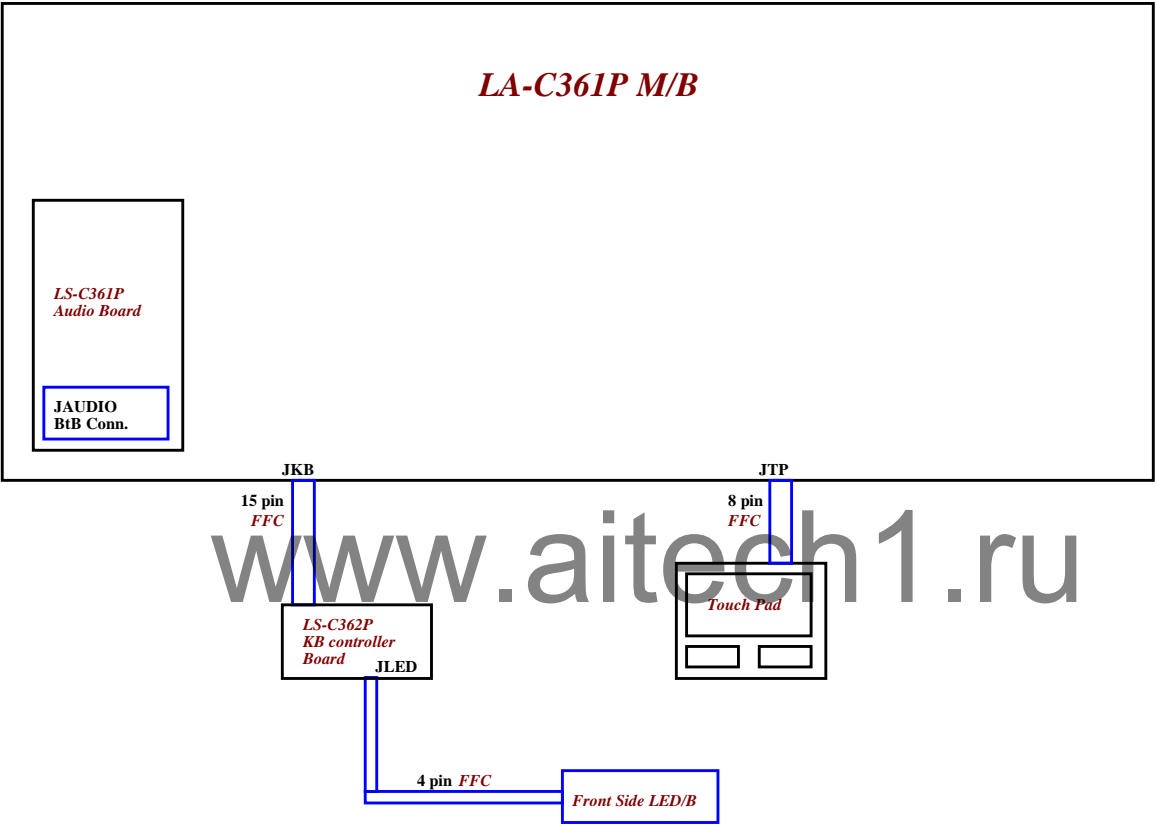 LA-C361P M/B
LS-C361P
Audio Board
JAUDIO
BtB Conn.
JKB
JTP
15 pin
FFC
8 pin
FFC
www.aitech1.ru
Touch Pad
LS-C362P
KB controller
Board
JLED
4 pin FFC
Front Side LED/B